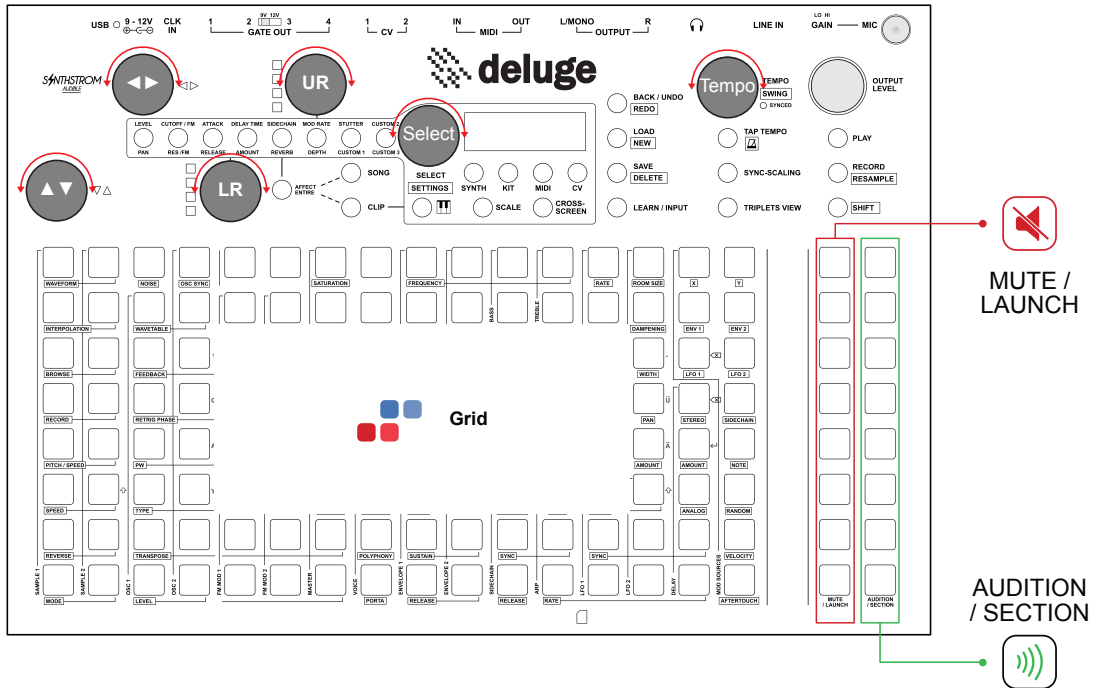 USB 9 - 12V CLK IN 1 2 9V 12V 3 4 GATE OUT 1 2 CV IN OUT MIDI L/MONO R OUTPUT LINE IN LO HI GAIN MIC
SYNTHSTROM
AUDIBLE
◄►
UR
deluge
Tempo
TEMPO
SWING
SYNCED
OUTPUT
LEVEL
BACK / UNDO
REDO
LEVEL CUTOFF / FM ATTACK DELAY TIME SIDECHAIN MOD RATE STUTTER CUSTOM 2
PAN RES /FM RELEASE AMOUNT REVERB DEPTH CUSTOM 1 CUSTOM 3
Select
LOAD
NEW
TAP TEMPO
PLAY
▲▼
LR
AFFECT
ENTIRE
SONG
CLIP
SELECT
SETTINGS
SYNTH KIT MIDI CV
SCALE
CROSS-
SCREEN
SAVE
DELETE
SYNC-SCALING
RECORD
RESAMPLE
LEARN / INPUT
TRIPLETS VIEW
SHIFT
WAVEFORM NOISE OSC SYNC SATURATION FREQUENCY RATE ROOM SIZE X Y
BASS
TREBLE
INTERPOLATION WAVETABLE DAMPENING ENV 1 ENV 2
BROWSE FEEDBACK WIDTH LFO 1 LFO 2
Grid
Ü
RECORD RETRIG PHASE PAN STEREO SIDECHAIN
PITCH / SPEED PW AMOUNT AMOUNT NOTE
SPEED TYPE ANALOG RANDOM
REVERSE TRANSPOSE POLYPHONY SUSTAIN SYNC SYNC VELOCITY
SAMPLE 1
SAMPLE 2
OSC 1
OSC 2
FM MOD 1
FM MOD 2
MASTER
VOICE
ENVELOPE 1
ENVELOPE 2
SIDECHAIN
ARP
LFO 1
LFO 2
DELAY
MOD SOURCES
MODE LEVEL PORTA RELEASE RELEASE RATE AFTERTOUCH
MUTE
/ LAUNCH
AUDITION
/ SECTION
MUTE /
LAUNCH
AUDITION
/ SECTION